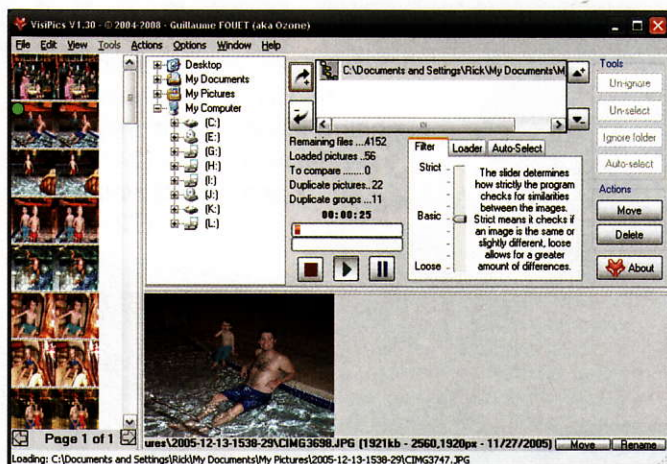 VisiPics V1.30 - © 2004-2008 - Guillaume FOUET (aka Ozone)
File Edit View Tools Actions Options Window Help
Desktop
My Documents
My Pictures
My Computer
(C:)
(E:)
(G:)
(H:)
(I:)
(J:)
(K:)
(L:)
C:\Documents and Settings\Rick\My Documents\M
Remaining files ...4152
Loaded pictures ..56
To compare ........0
Duplicate pictures..22
Duplicate groups ...11
00:00:25
Filter Loader Auto-Select
Strict
Basic
Loose
The slider determines
how strictly the program
checks for similarities
between the images.
Strict means it checks if
an image is the same or
slightly different, loose
allows for a greater
amount of differences.
Tools
Un-ignore
Un-select
Ignore folder
Auto-select
Actions
Move
Delete
About
Page 1 of 1
ures\2005-12-13-1538-29\CIMG3698.JPG (1921kb - 2560,1920px - 11/27/2005) Move Rename
Loading: C:\Documents and Settings\Rick\My Documents\My Pictures\2005-12-13-1538-29\CIMG3747.JPG